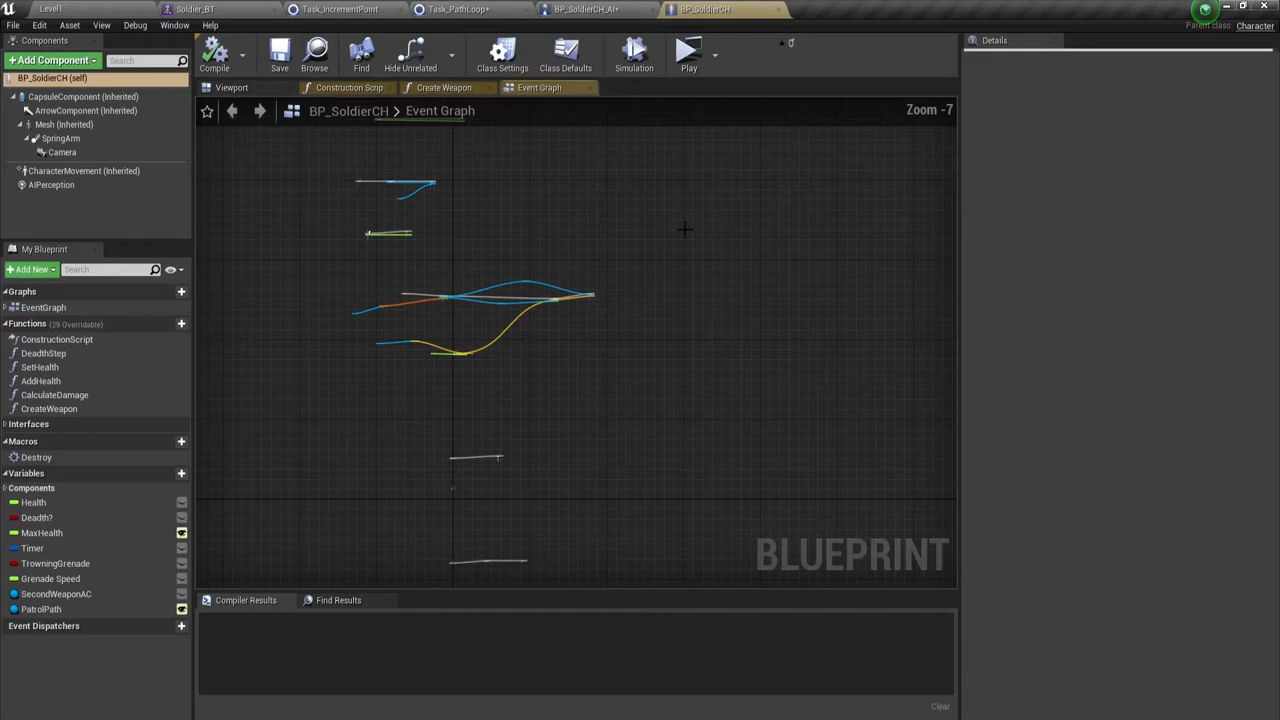 Level1
Soldier_BT
Task_IncrementPoint
Task_PathLoop*
BP_SoldierCH_AI*
BP_SoldierCH
File Edit Asset View Debug Window Help
Parent class: Character
Components
+Add Component
Search
BP_SoldierCH (self)
CapsuleComponent (Inherited)
ArrowComponent (Inherited)
Mesh (Inherited)
SpringArm
Camera
CharacterMovement (Inherited)
AIPerception
My Blueprint
+Add New
Search
Graphs
EventGraph
Functions (29 Overridable)
ConstructionScript
DeadthStep
SetHealth
AddHealth
CalculateDamage
CreateWeapon
Interfaces
Macros
Destroy
Variables
Components
Health
Deadth?
MaxHealth
Timer
TrowningGrenade
Grenade Speed
SecondWeaponAC
PatrolPath
Event Dispatchers
Compile
Save
Browse
Find
Hide Unrelated
Class Settings
Class Defaults
Simulation
Play
Viewport
Construction Scrip
Create Weapon
Event Graph
BP_SoldierCH > Event Graph
Zoom -7
BLUEPRINT
Compiler Results
Find Results
Clear
Details